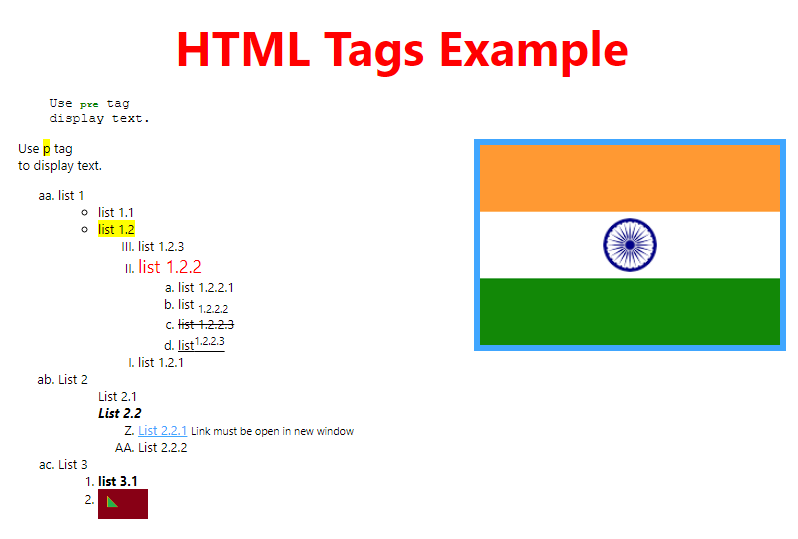 HTML Tags Example
Use pre tag
display text.
Use p tag
to display text.
aa. list 1
list 1.1
list 1.2
III. list 1.2.3
II. list 1.2.2
a. list 1.2.2.1
b. list 1.2.2.2
c. list 1.2.2.3
d. list1.2.2.3
I. list 1.2.1
ab. List 2
List 2.1
List 2.2
Z. List 2.2.1 Link must be open in new window
AA. List 2.2.2
ac. List 3
1. list 3.1
2.